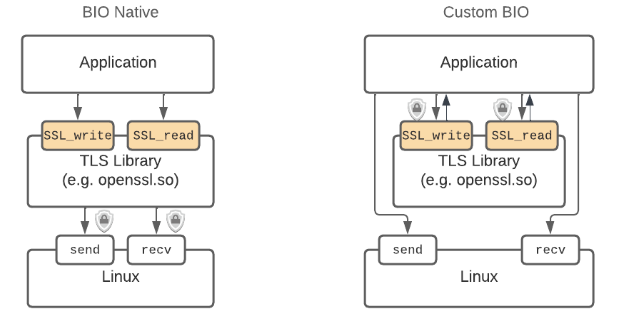 BIO Native
Application
SSL_write
SSL_read
TLS Library
(e.g. openssl.so)
send
recv
Linux
Custom BIO
Application
SSL_write
SSL_read
TLS Library
(e.g. openssl.so)
send
recv
Linux